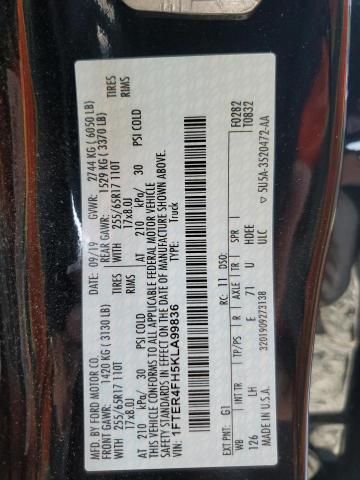 MFD. BY FORD MOTOR CO.
DATE: 09/19 GVWR: 2744 KG ( 6050 LB)
FRONT GAWR: 1420 KG ( 3130 LB) REAR GAWR: 1529 KG ( 3370 LB)
WITH 255/65R17 110T TIRES WITH 255/65R17 110T TIRES
17x8.0J RIMS 17x8.0J RIMS
AT 210 kPa/ 30 PSI COLD AT 210 kPa/ 30 PSI COLD
THIS VEHICLE CONFORMS TO ALL APPLICABLE FEDERAL MOTOR VEHICLE
SAFETY STANDARDS IN EFFECT ON THE DATE OF MANUFACTURE SHOWN ABOVE.
VIN: 1FTER4FH5KLA99836 TYPE: Truck
F0282
T0832
EXT PNT: G1 RC: 11 DSO:
WB INT TR TP/PS R AXLE TR SPR
126 LH E 71 U HDEE
ULC
3201909273138
MADE IN U.S.A. ▽ SU5A-3520472-AA